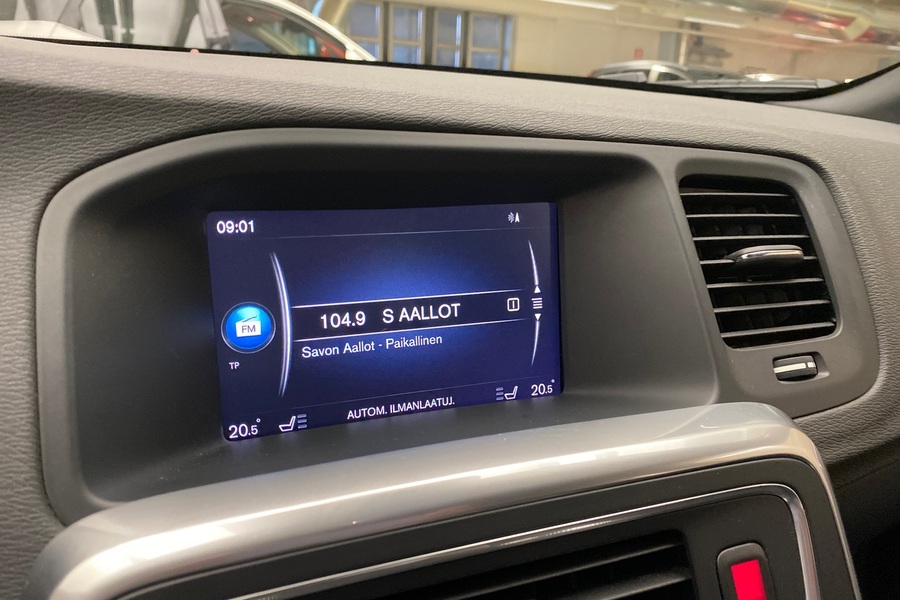 09:01
104.9 S AALLOT
FM
Savon Aallot - Paikallinen
TP
20.5° AUTOM. ILMANLAATUJ. 20.5°